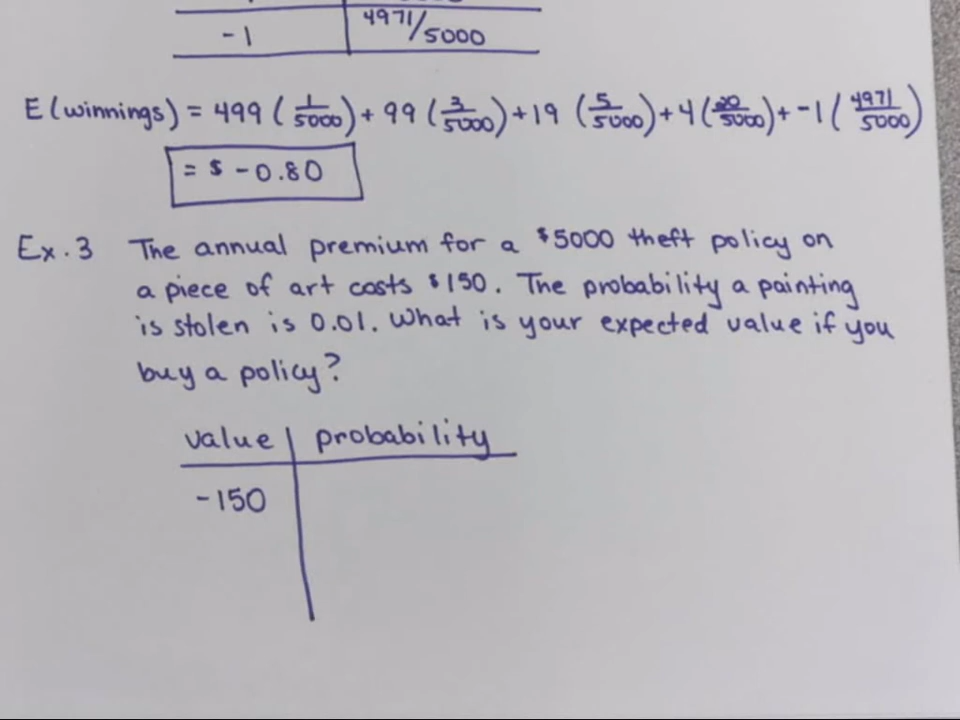 -1 4971/5000
E(winnings) = 499 (1/5000) + 99 (3/5000) + 19 (5/5000) + 4 (20/5000) + -1 (4971/5000)
= $ -0.80
Ex. 3 The annual premium for a $5000 theft policy on
a piece of art costs $150. The probability a painting
is stolen is 0.01. What is your expected value if you
buy a policy?
value probability
-150